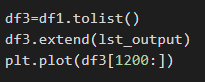 df3=df1.tolist()
df3.extend(lst_output)
plt.plot(df3[1200:])